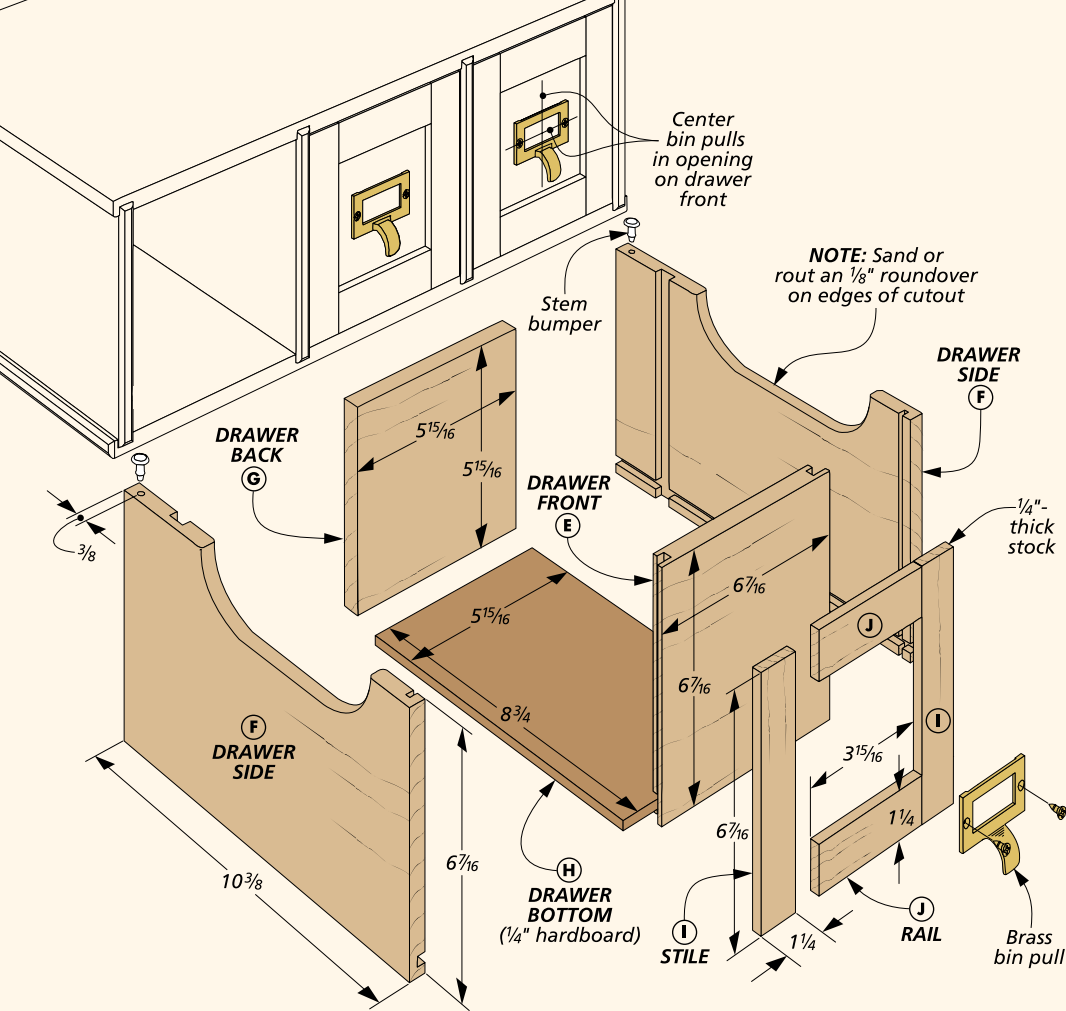 Center
bin pulls
in opening
on drawer
front
Stem
bumper
NOTE: Sand or
rout an 1/8" roundover
on edges of cutout
DRAWER
SIDE
F
DRAWER
BACK
G
5 15/16
5 15/16
DRAWER
FRONT
E
1/4"-
thick
stock
3/8
6 7/16
5 15/16
J
6 7/16
8 3/4
F
DRAWER
SIDE
I
3 15/16
1 1/4
6 7/16
6 7/16
10 3/8
H
DRAWER
BOTTOM
(1/4" hardboard)
I
STILE
1 1/4
J
RAIL
Brass
bin pull